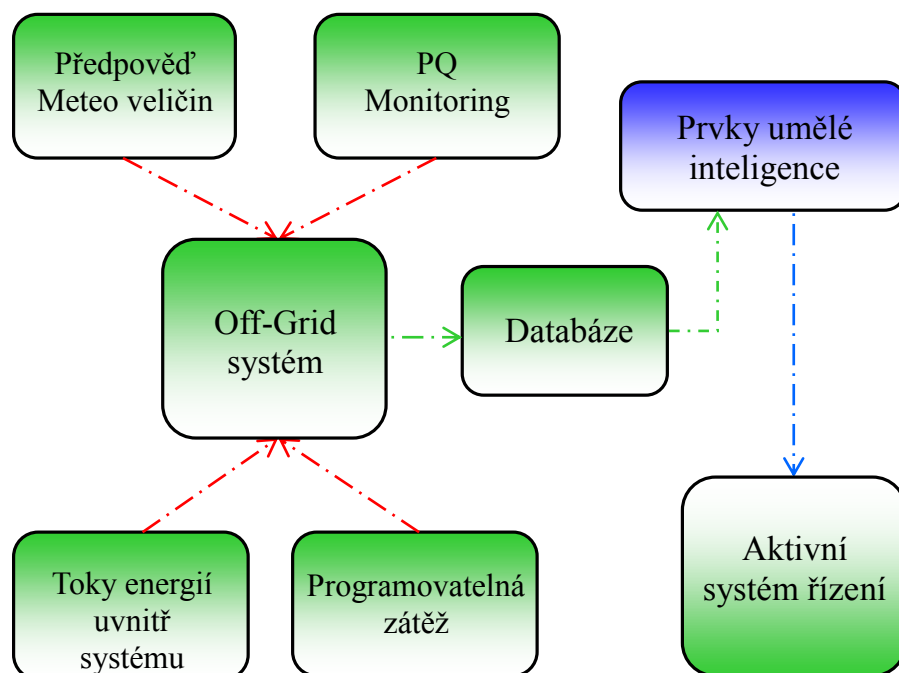 Předpověď
Meteo veličin
PQ
Monitoring
Prvky umělé
inteligence
Off-Grid
systém
Databáze
Toky energií
uvnitř
systému
Programovatelná
zátěž
Aktivní
systém řízení